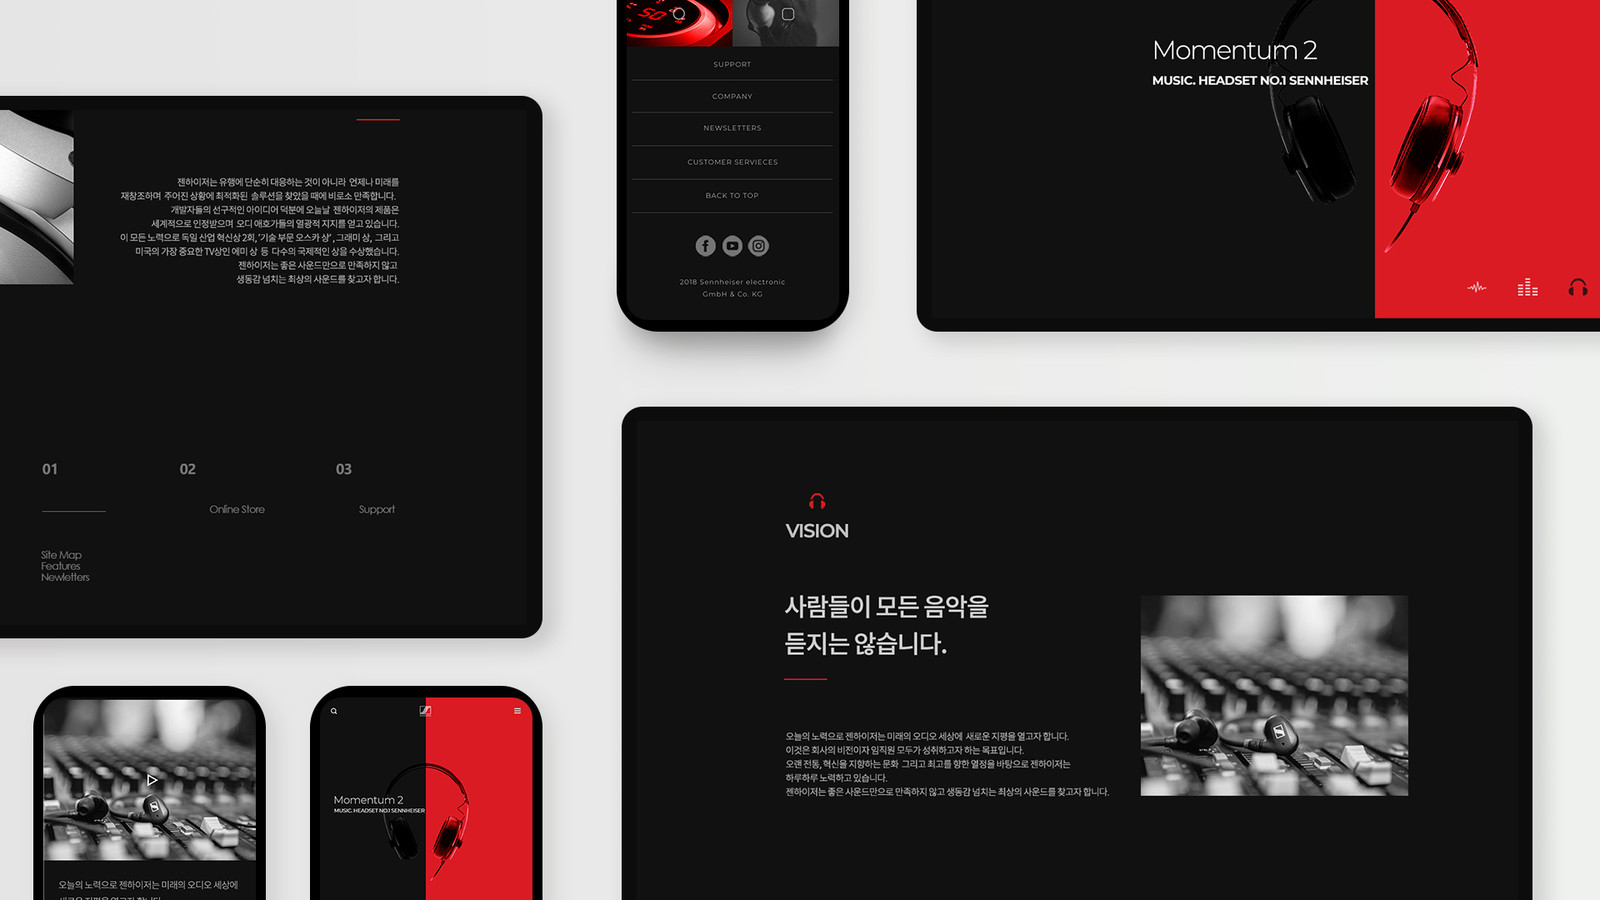 SUPPORT
COMPANY
NEWSLETTERS
CUSTOMER SERVIECES
BACK TO TOP
2018 Sennheiser electronic
GmbH & Co. KG
Momentum 2
MUSIC. HEADSET NO.1 SENNHEISER
젠하이저는 유행에 단순히 대응하는 것이 아니라 언제나 미래를
재창조하며 주어진 상황에 최적화된 솔루션을 찾았을 때에 비로소 만족합니다.
개발자들의 선구적인 아이디어 덕분에 오늘날 젠하이저의 제품은
세계적으로 인정받으며 오디 애호가들의 열광적 지지를 얻고 있습니다.
이 모든 노력으로 독일 산업 혁신상 2회, '기술 부문 오스카 상' , 그래미 상, 그리고
미국의 가장 중요한 TV상인 에미 상 등 다수의 국제적인 상을 수상했습니다.
젠하이저는 좋은 사운드만으로 만족하지 않고
생동감 넘치는 최상의 사운드를 찾고자 합니다.
01
02
03
Online Store
Support
Site Map
Features
Newletters
VISION
사람들이 모든 음악을
듣지는 않습니다.
오늘의 노력으로 젠하이저는 미래의 오디오 세상에 새로운 지평을 열고자 합니다.
이것은 회사의 비전이자 임직원 모두가 성취하고자 하는 목표입니다.
오랜 전통, 혁신을 지향하는 문화 그리고 최고를 향한 열정을 바탕으로 젠하이저는
하루하루 노력하고 있습니다.
젠하이저는 좋은 사운드만으로 만족하지 않고 생동감 넘치는 최상의 사운드를 찾고자 합니다.
오늘의 노력으로 젠하이저는 미래의 오디오 세상에
Momentum 2
MUSIC. HEADSET NO.1 SENNHEISER